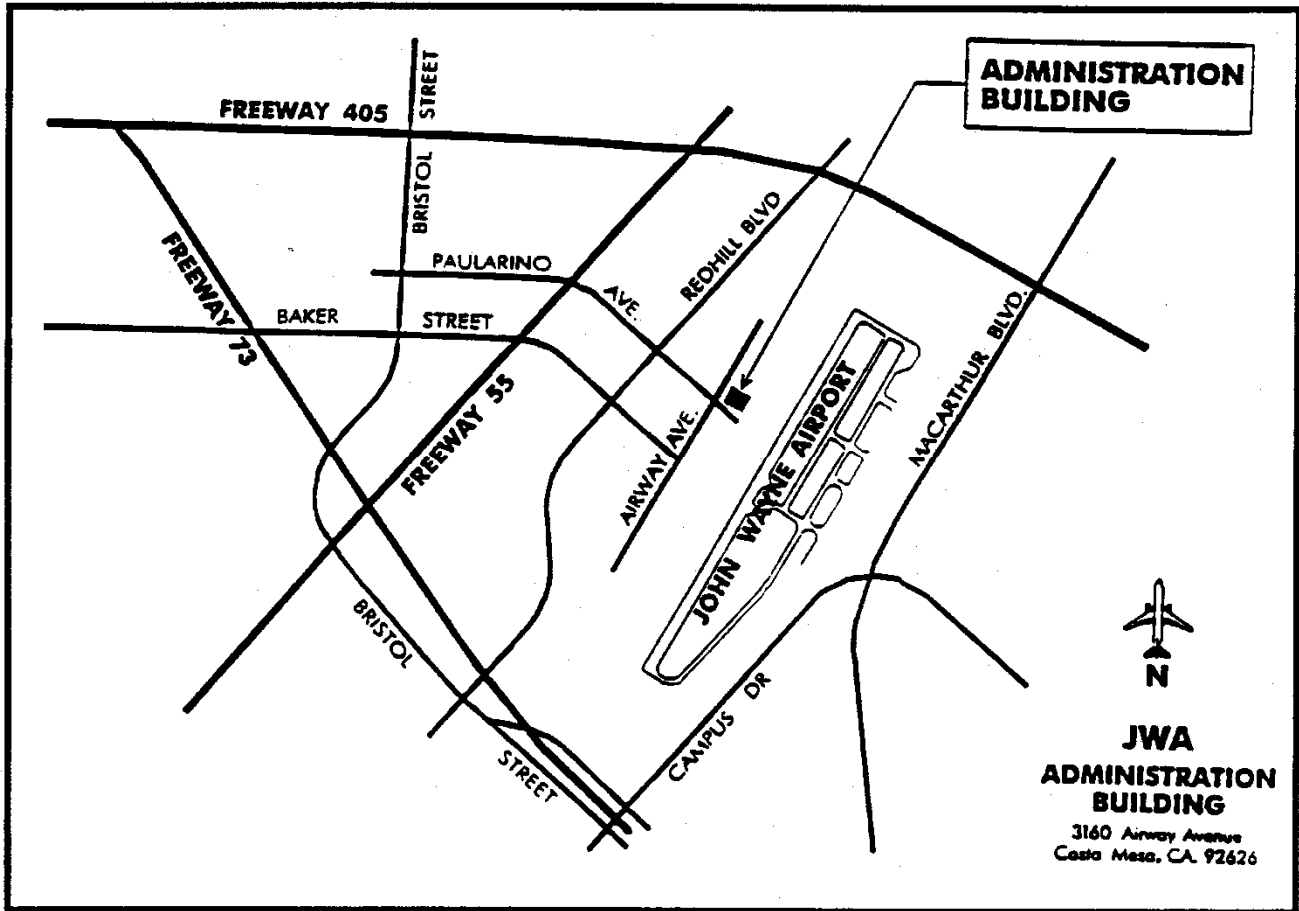 ADMINISTRATION
BUILDING
FREEWAY 405
BRISTOL STREET
FREEWAY 73
PAULARINO AVE.
BAKER STREET
REDHILL BLVD
FREEWAY 55
AIRWAY AVE.
JOHN WAYNE AIRPORT
MACARTHUR BLVD.
BRISTOL STREET
CAMPUS DR
N
JWA
ADMINISTRATION
BUILDING
3160 Airway Avenue
Costa Mesa, CA. 92626